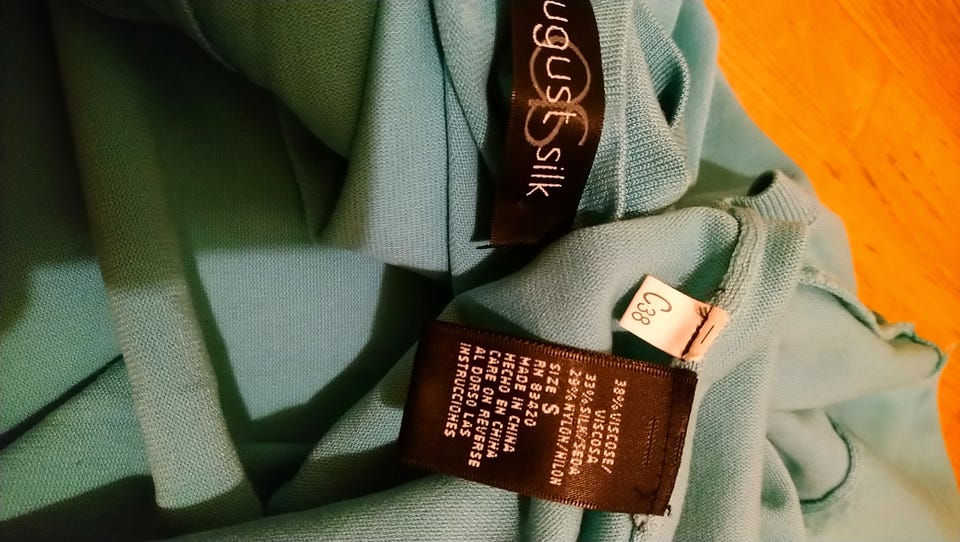 ugust silk
C38
38% VISCOSE/
VISCOSA
33% SILK/SEDA
29% NYLON/NILON
SIZE S
RN 83420
MADE IN CHINA
HECHO EN CHINA
CARE ON REVERSE
AL DORSO LAS
INSTRUCCIONES